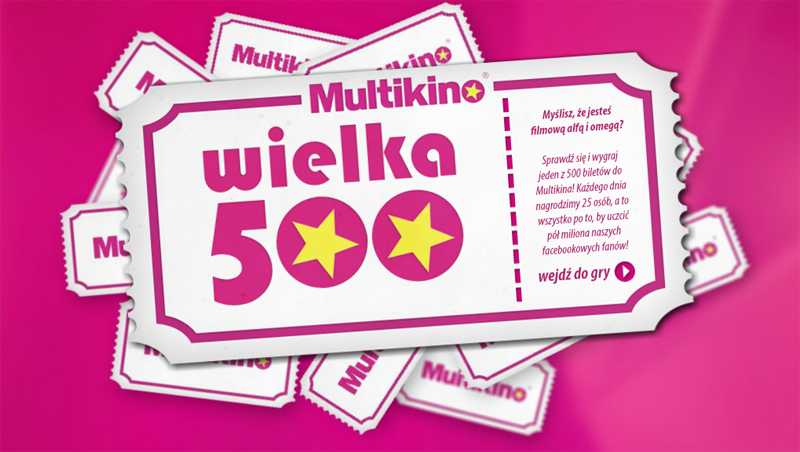 Multikino
wielka
500
Myślisz, że jesteś
filmową alfą i omegą?
Sprawdź się i wygraj
jeden z 500 biletów do
Multikina! Każdego dnia
nagrodzimy 25 osób, a to
wszystko po to, by uczcić
pół miliona naszych
facebookowych fanów!
wejdź do gry